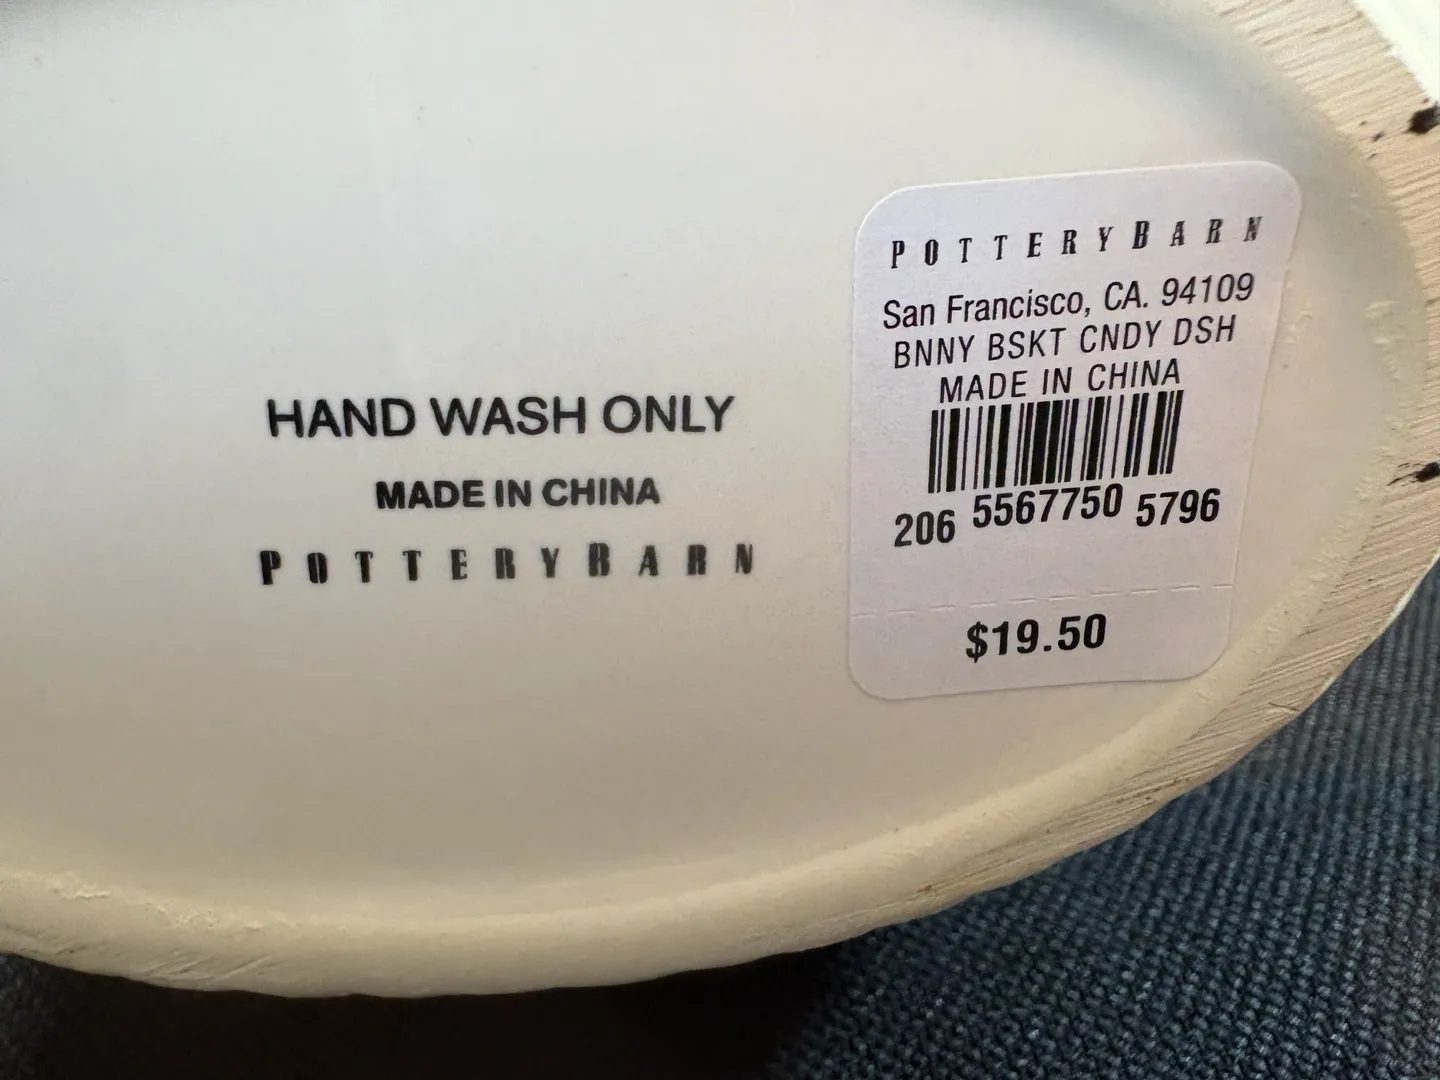 HAND WASH ONLY
MADE IN CHINA
POTTERYBARN
POTTERYBARN
San Francisco, CA. 94109
BNNY BSKT CNDY DSH
MADE IN CHINA
206 5567750 5796
$19.50